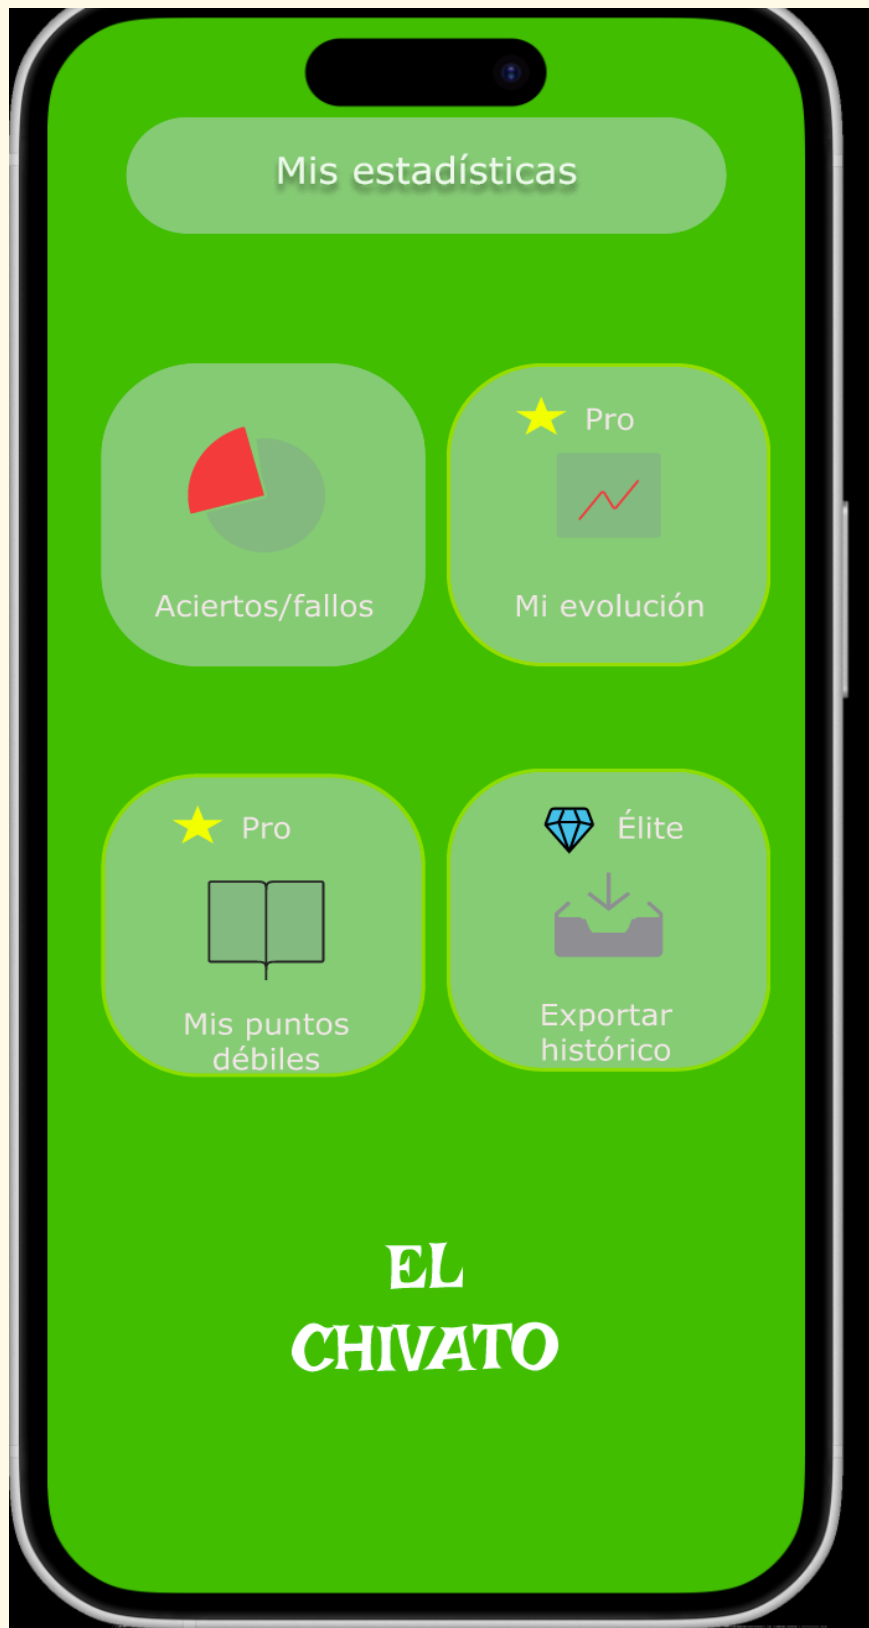 Mis estadísticas
Aciertos/fallos
Pro
Mi evolución
Pro
Mis puntos
débiles
Élite
Exportar
histórico
EL
CHIVATO